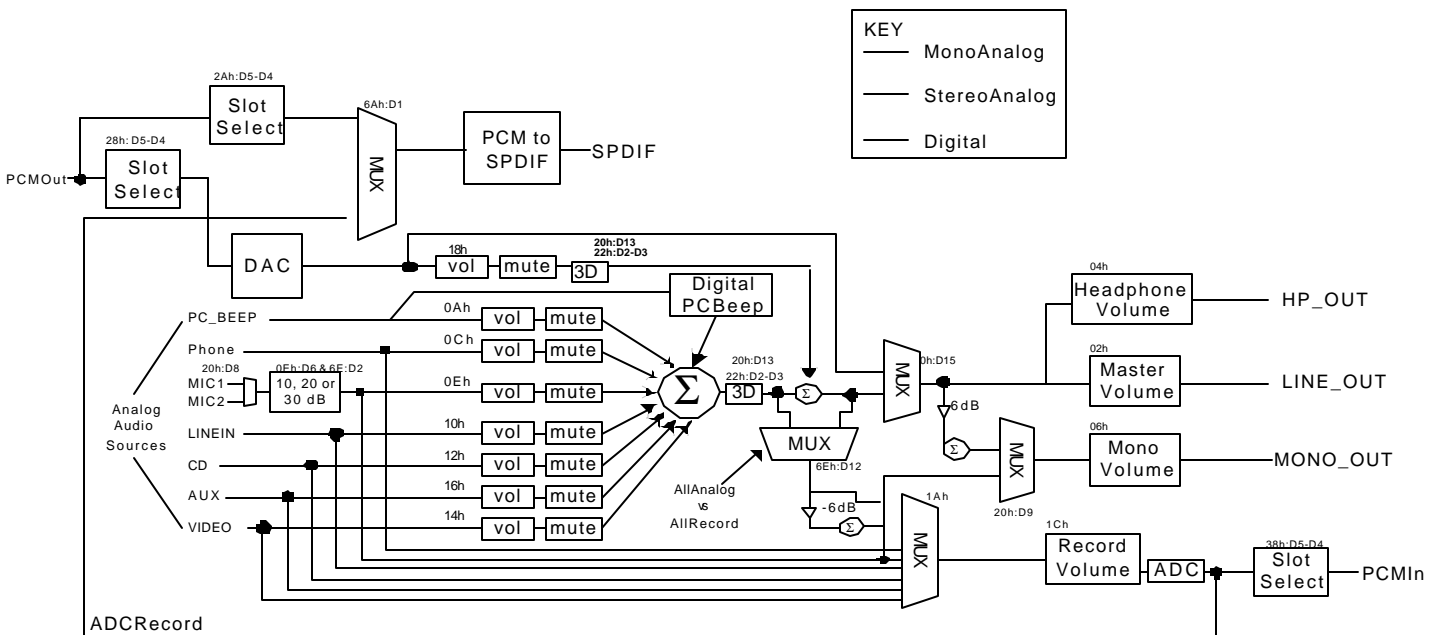 KEY
MonoAnalog
StereoAnalog
Digital
2Ah:D5-D4
Slot
Select
6Ah:D1
MUX
PCM to
SPDIF
SPDIF
28h: D5-D4
Slot
Select
PCMOut
DAC
18h
vol
mute
20h:D13
22h:D2-D3
3D
Digital
PCBeep
04h
Headphone
Volume
HP_OUT
PC_BEEP
0Ah
vol
mute
Phone
0Ch
vol
mute
20h:D8
MIC1
MIC2
0Eh:D6 & 6E:D2
10, 20 or
30 dB
0Eh
vol
mute
Σ
20h:D13
22h:D2-D3
3D
Σ
MUX
0h:D15
02h
Master
Volume
LINE_OUT
Analog
Audio
Sources
LINEIN
10h
vol
mute
MUX
6Eh:D12
-6dB
Σ
MUX
20h:D9
06h
Mono
Volume
MONO_OUT
CD
12h
vol
mute
AUX
16h
vol
mute
VIDEO
14h
vol
mute
AllAnalog
vs
AllRecord
-6dB
Σ
1Ah
MUX
1Ch
Record
Volume
ADC
38h:D5-D4
Slot
Select
PCMIn
ADCRecord